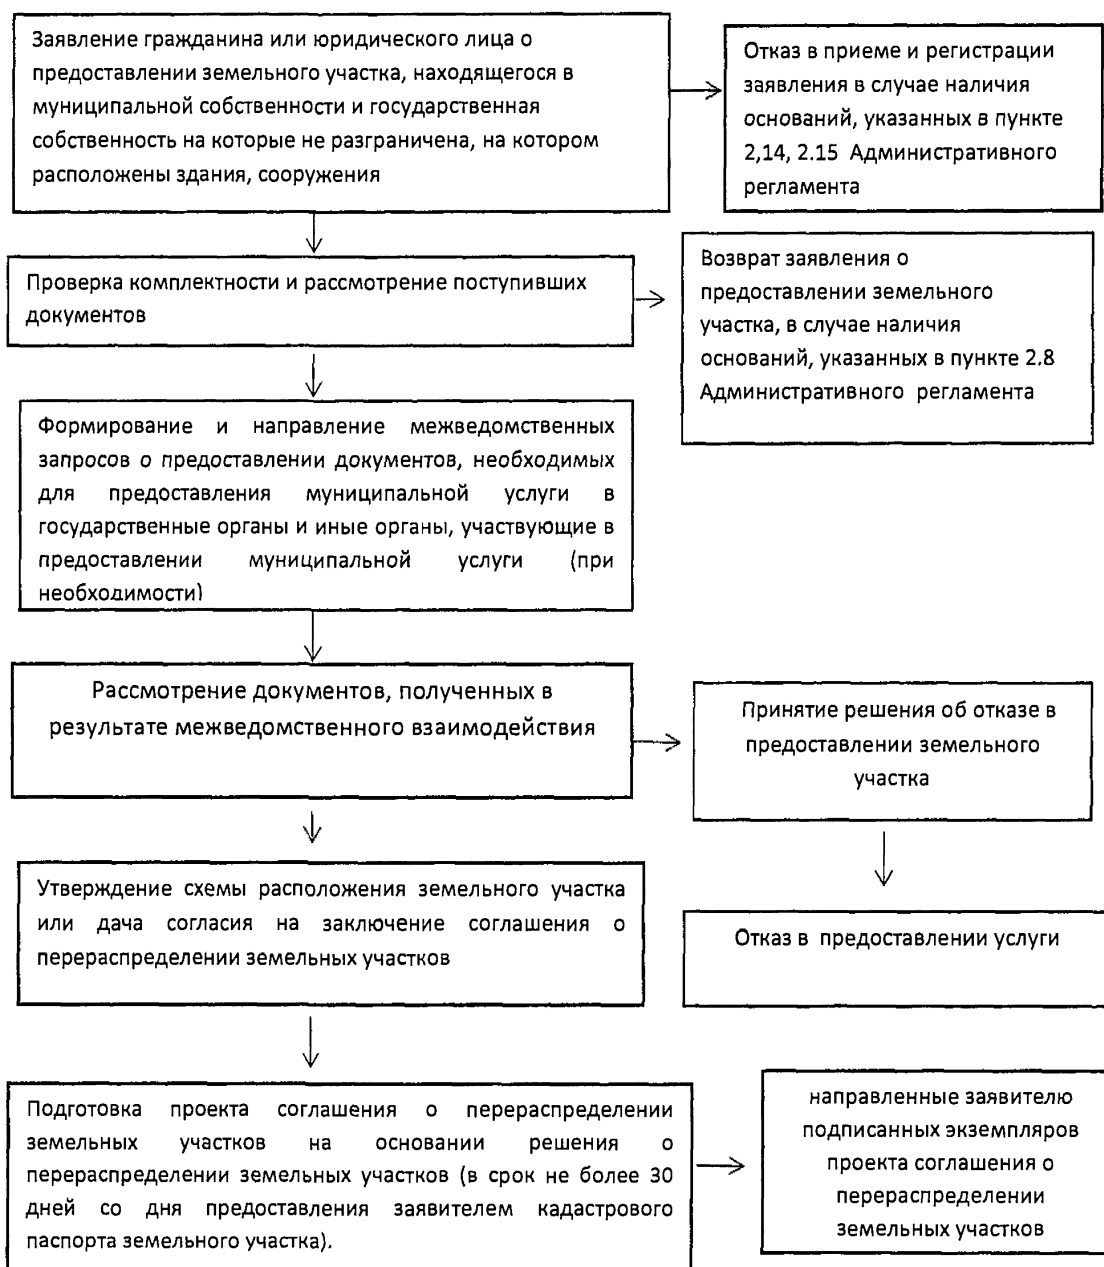 Заявление гражданина или юридического лица о
предоставлении земельного участка, находящегося в
муниципальной собственности и государственная
собственность на которые не разграничена, на котором
расположены здания, сооружения
Отказ в приеме и регистрации
заявления в случае наличия
оснований, указанных в пункте
2,14, 2.15 Административного
регламента
Проверка комплектности и рассмотрение поступивших
документов
Возврат заявления о
предоставлении земельного
участка, в случае наличия
оснований, указанных в пункте 2.8
Административного регламента
Формирование и направление межведомственных
запросов о предоставлении документов, необходимых
для предоставления муниципальной услуги в
государственные органы и иные органы, участвующие в
предоставлении муниципальной услуги (при
необходимости)
Рассмотрение документов, полученных в
результате межведомственного взаимодействия
Принятие решения об отказе в
предоставлении земельного
участка
Утверждение схемы расположения земельного участка
или дача согласия на заключение соглашения о
перераспределении земельных участков
Отказ в предоставлении услуги
Подготовка проекта соглашения о перераспределении
земельных участков на основании решения о
перераспределении земельных участков (в срок не более 30
дней со дня предоставления заявителем кадастрового
паспорта земельного участка).
направленные заявителю
подписанных экземпляров
проекта соглашения о
перераспределении
земельных участков